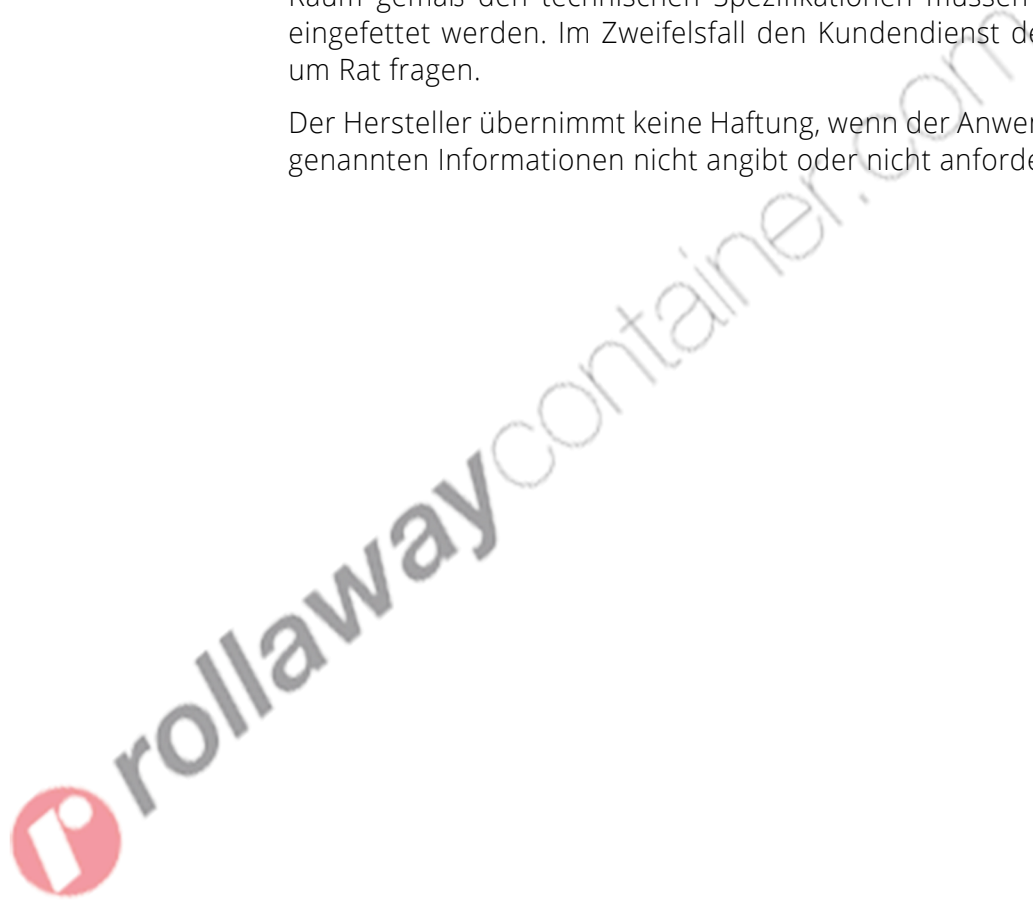 Raum gemäß den technischen Spezifikationen müssen
eingefettet werden. Im Zweifelsfall den Kundendienst de
um Rat fragen.
Der Hersteller übernimmt keine Haftung, wenn der Anwen
genannten Informationen nicht angibt oder nicht anforde
rollawaycontainer.com